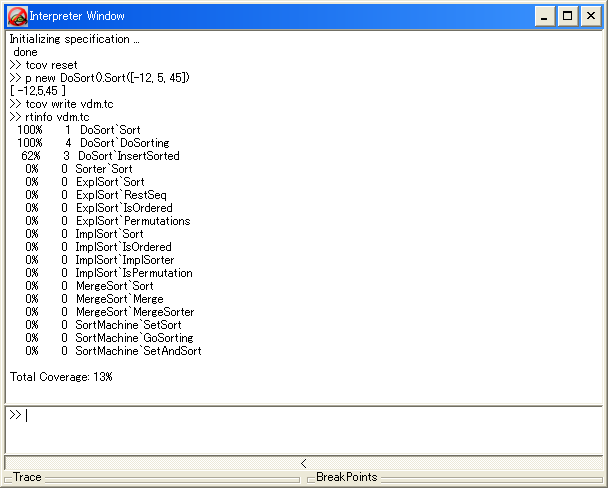 Interpreter Window
Initializing specification ...
done
>> tcov reset
>> p new DoSort().Sort([-12, 5, 45])
[ -12,5,45 ]
>> tcov write vdm.tc
>> rtinfo vdm.tc
100% 1 DoSort`Sort
100% 4 DoSort`DoSorting
62% 3 DoSort`InsertSorted
0% 0 Sorter`Sort
0% 0 ExplSort`Sort
0% 0 ExplSort`RestSeq
0% 0 ExplSort`IsOrdered
0% 0 ExplSort`Permutations
0% 0 ImplSort`Sort
0% 0 ImplSort`IsOrdered
0% 0 ImplSort`ImplSorter
0% 0 ImplSort`IsPermutation
0% 0 MergeSort`Sort
0% 0 MergeSort`Merge
0% 0 MergeSort`MergeSorter
0% 0 SortMachine`SetSort
0% 0 SortMachine`GoSorting
0% 0 SortMachine`SetAndSort
Total Coverage: 13%
>>
<
Trace
BreakPoints